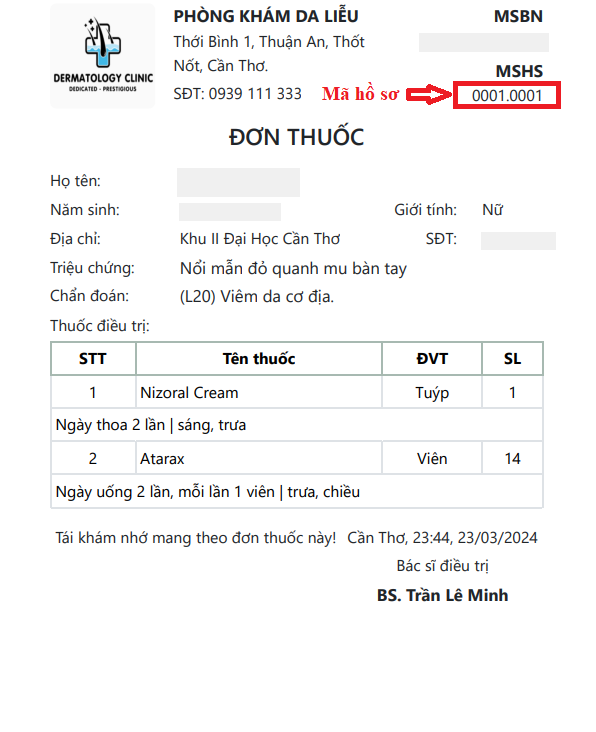 DERMATOLOGY CLINIC
DEDICATED - PRESTIGIOUS
PHÒNG KHÁM DA LIỄU
Thới Bình 1, Thuận An, Thốt
Nốt, Cần Thơ.
SĐT: 0939 111 333
MSBN
MSHS
Mã hồ sơ
0001.0001
ĐƠN THUỐC
Họ tên:
Năm sinh:
Giới tính: Nữ
Địa chỉ: Khu II Đại Học Cần Thơ
SĐT:
Triệu chứng: Nổi mẫn đỏ quanh mu bàn tay
Chẩn đoán: (L20) Viêm da cơ địa.
Thuốc điều trị:
STT Tên thuốc ĐVT SL
1 Nizoral Cream Tuýp 1
Ngày thoa 2 lần | sáng, trưa
2 Atarax Viên 14
Ngày uống 2 lần, mỗi lần 1 viên | trưa, chiều
Tái khám nhớ mang theo đơn thuốc này! Cần Thơ, 23:44, 23/03/2024
Bác sĩ điều trị
BS. Trần Lê Minh